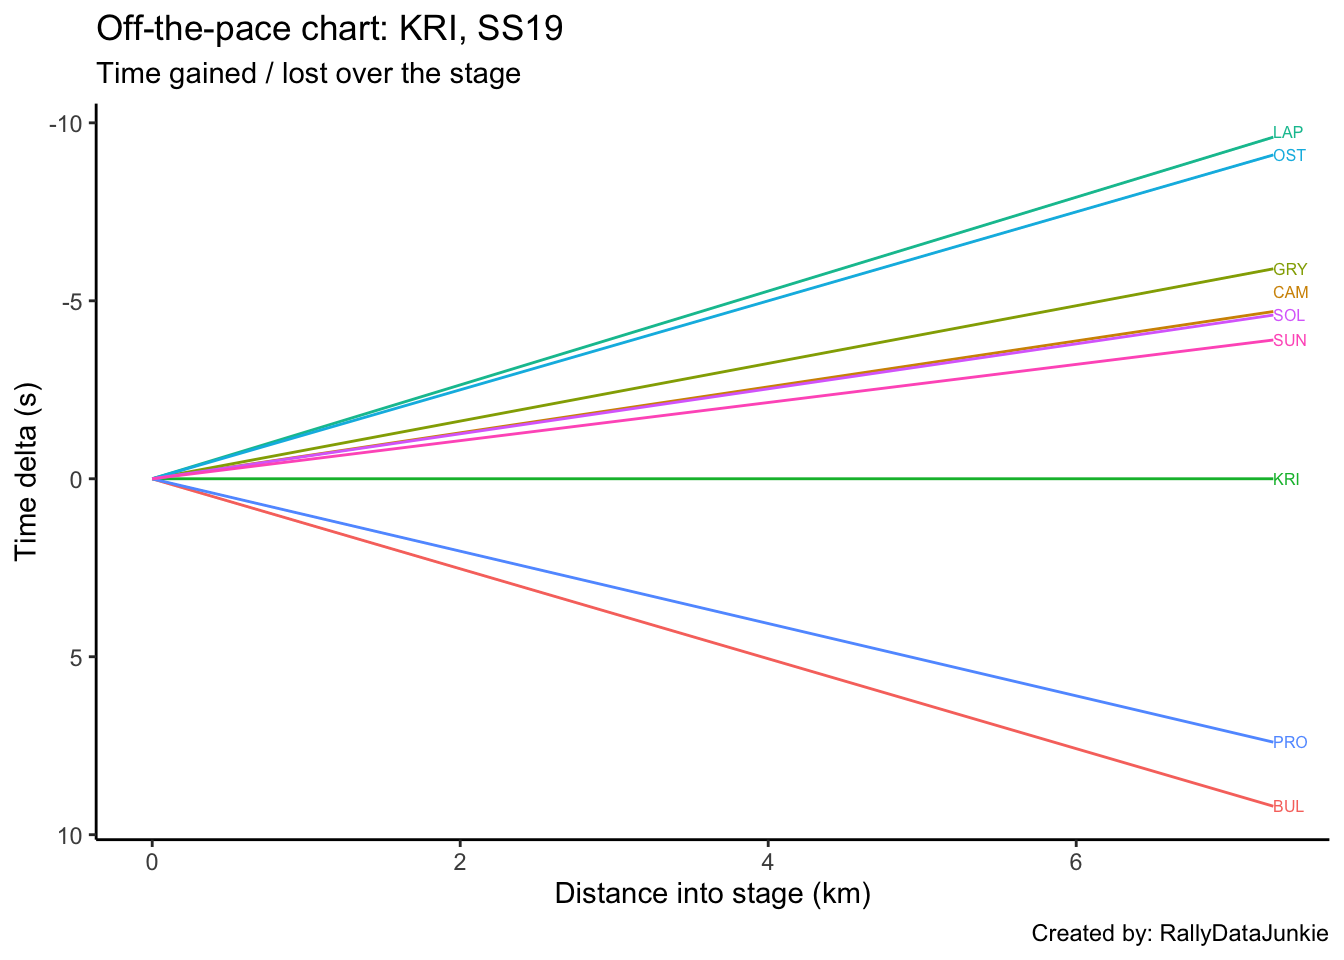 Off-the-pace chart: KRI, SS19
Time gained / lost over the stage
-10
-5
0
5
10
Time delta (s)
LAP
OST
GRY
CAM
SOL
SUN
KRI
PRO
BUL
0 2 4 6
Distance into stage (km)
Created by: RallyDataJunkie